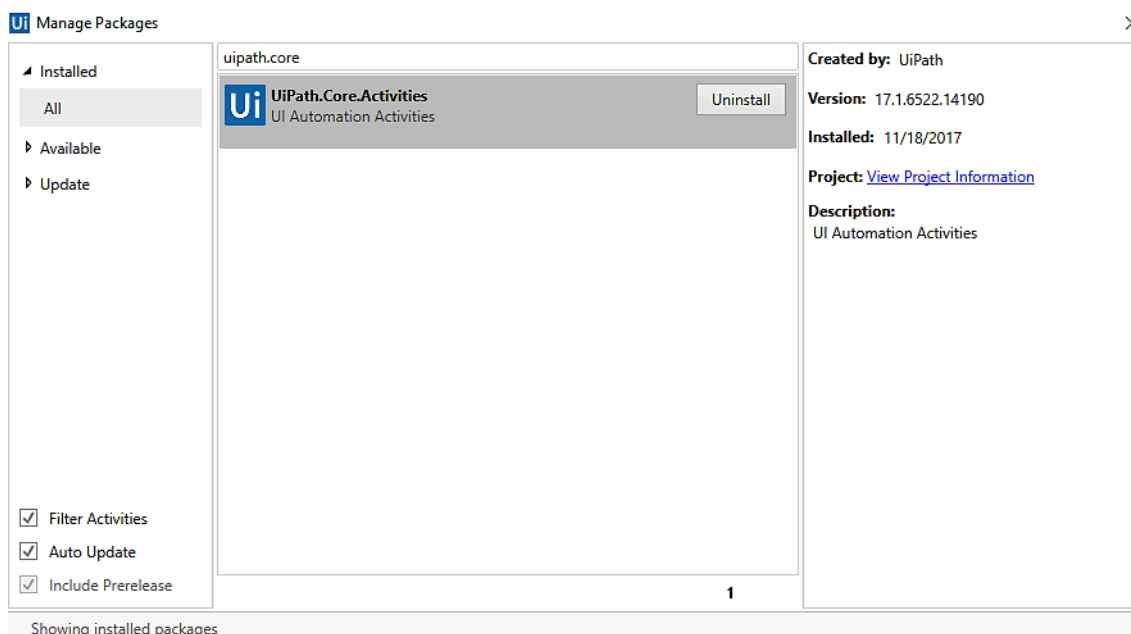 Ui Manage Packages
Installed
All
Available
Update
Filter Activities
Auto Update
Include Prerelease
uipath.core
Ui
UiPath.Core.Activities
UI Automation Activities
Uninstall
1
Created by: UiPath
Version: 17.1.6522.14190
Installed: 11/18/2017
Project: View Project Information
Description:
UI Automation Activities
Showing installed packages